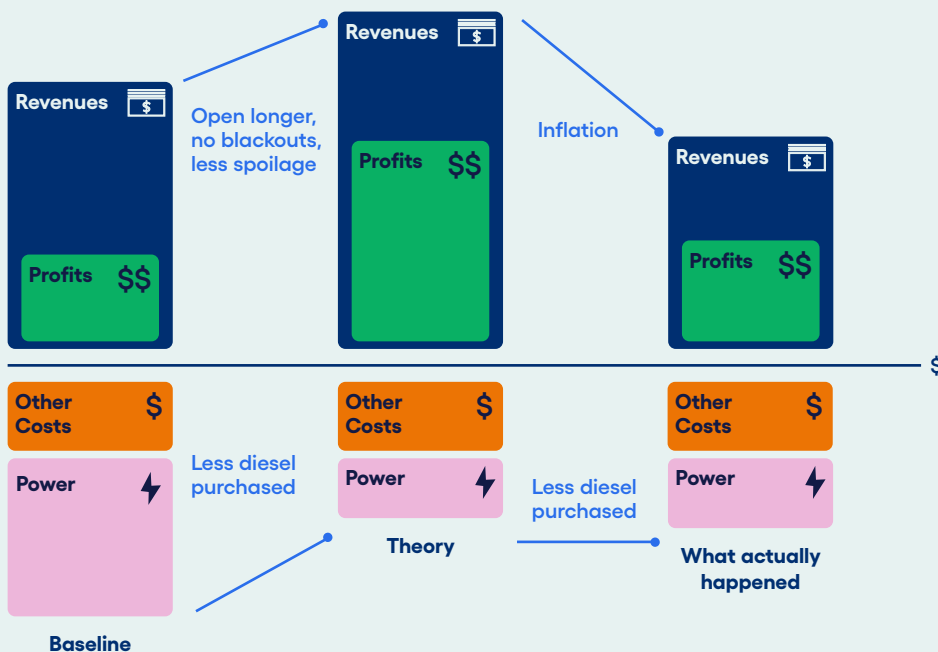 Revenues
$
Profits $$
Other
Costs
$
Power
Baseline
Open longer,
no blackouts,
less spoilage
Less diesel
purchased
Revenues
$
Profits $$
Other
Costs
$
Power
Theory
Inflation
Less diesel
purchased
Revenues
$
Profits $$
Other
Costs
$
Power
What actually
happened
$